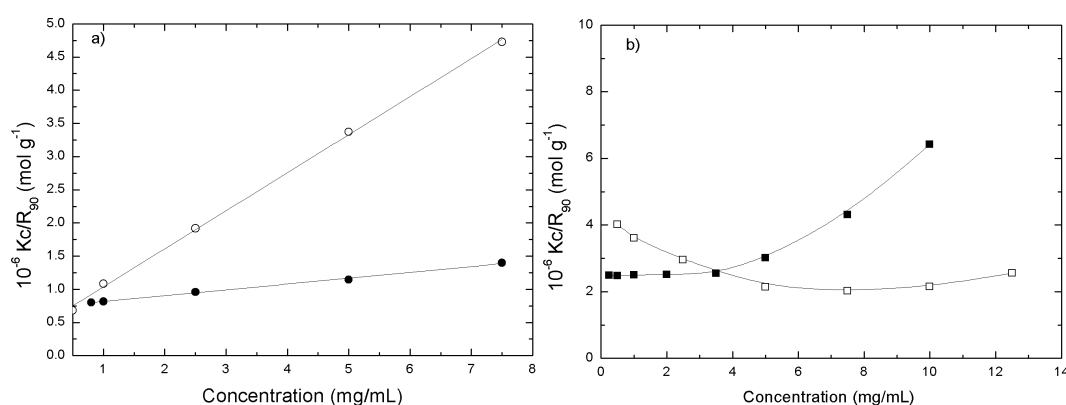 a)
10⁻⁶ Kc/R₉₀ (mol g⁻¹)
5.0
4.5
4.0
3.5
3.0
2.5
2.0
1.5
1.0
0.5
0.0
1 2 3 4 5 6 7 8
Concentration (mg/mL)
b)
10⁻⁶ Kc/R₉₀ (mol g⁻¹)
10
8
6
4
2
0
0 2 4 6 8 10 12 14
Concentration (mg/mL)